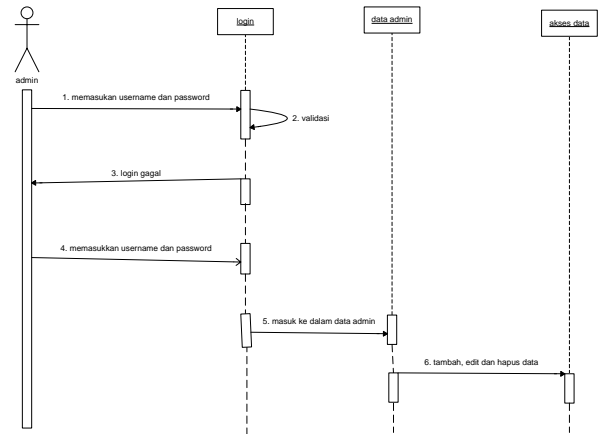 login
data admin
akses data
admin
1. memasukan username dan password
2. validasi
3. login gagal
4. memasukkan username dan password
5. masuk ke dalam data admin
6. tambah, edit dan hapus data